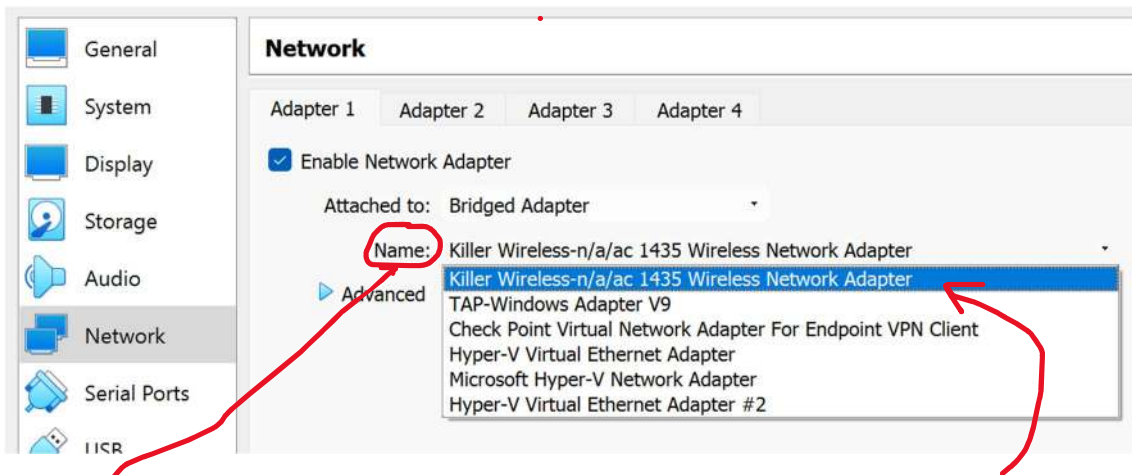 General
System
Display
Storage
Audio
Network
Serial Ports
USB
Network
Adapter 1 Adapter 2 Adapter 3 Adapter 4
Enable Network Adapter
Attached to: Bridged Adapter
Name: Killer Wireless-n/a/ac 1435 Wireless Network Adapter
Killer Wireless-n/a/ac 1435 Wireless Network Adapter
Advanced
TAP-Windows Adapter V9
Check Point Virtual Network Adapter For Endpoint VPN Client
Hyper-V Virtual Ethernet Adapter
Microsoft Hyper-V Network Adapter
Hyper-V Virtual Ethernet Adapter #2